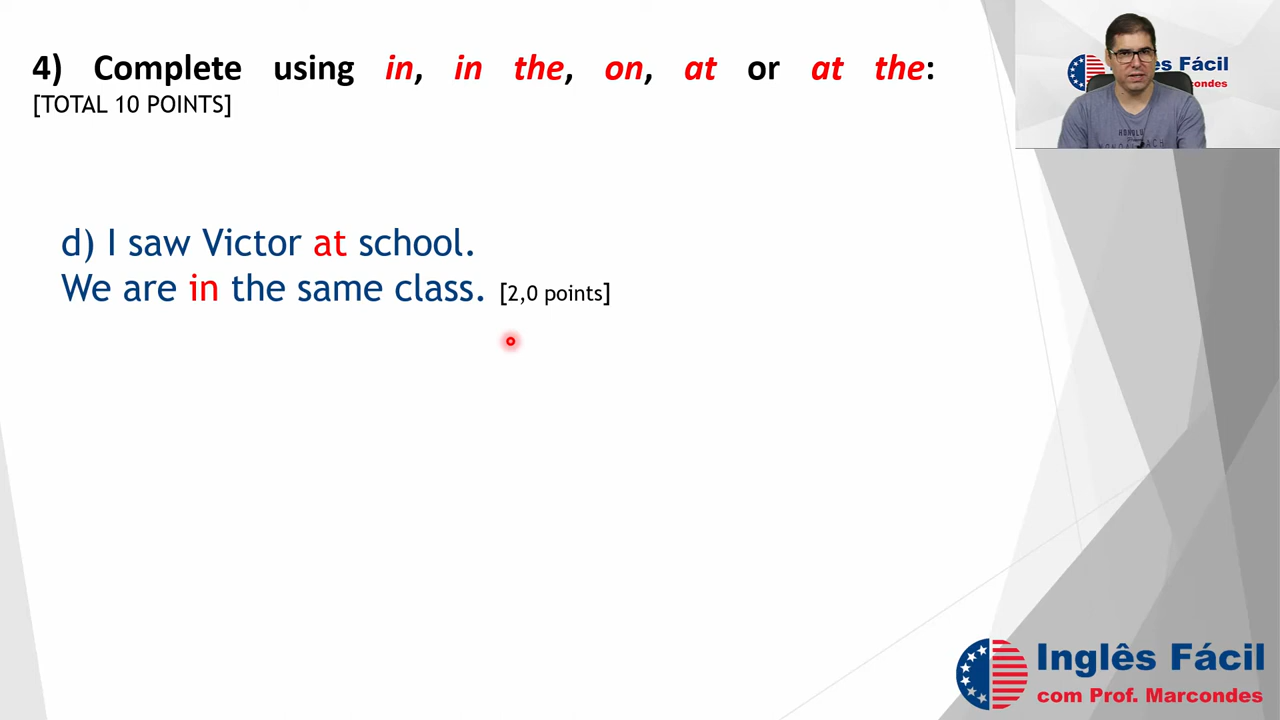 4) Complete using in, in the, on, at or at the:
[TOTAL 10 POINTS]
d) I saw Victor at school.
We are in the same class. [2,0 points]
Inglês Fácil
com Prof. Marcondes